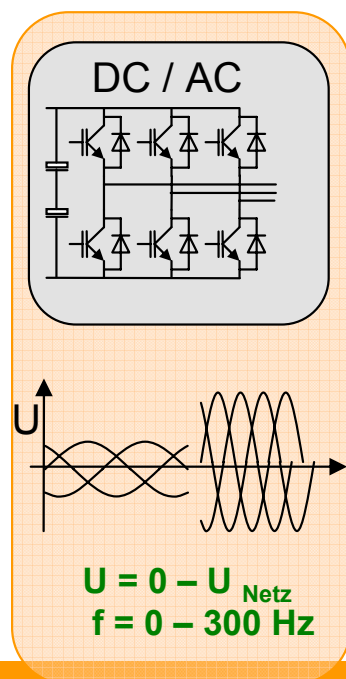 DC / AC
U
U = 0 – U Netz
f = 0 – 300 Hz